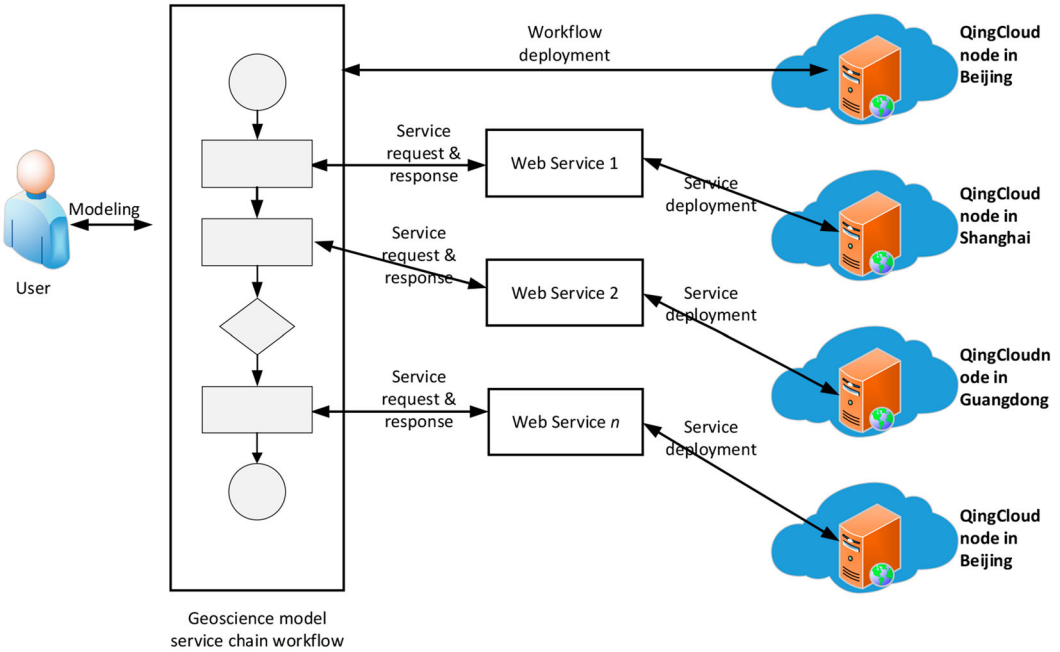 Workflow
deployment
QingCloud
node in
Beijing
Service
request &
response
Web Service 1
Service
deployment
QingCloud
node in
Shanghai
Modeling
User
Service
request &
response
Web Service 2
Service
deployment
QingCloudn
ode in
Guangdong
Service
request &
response
Web Service n
Service
deployment
QingCloud
node in
Beijing
Geoscience model
service chain workflow